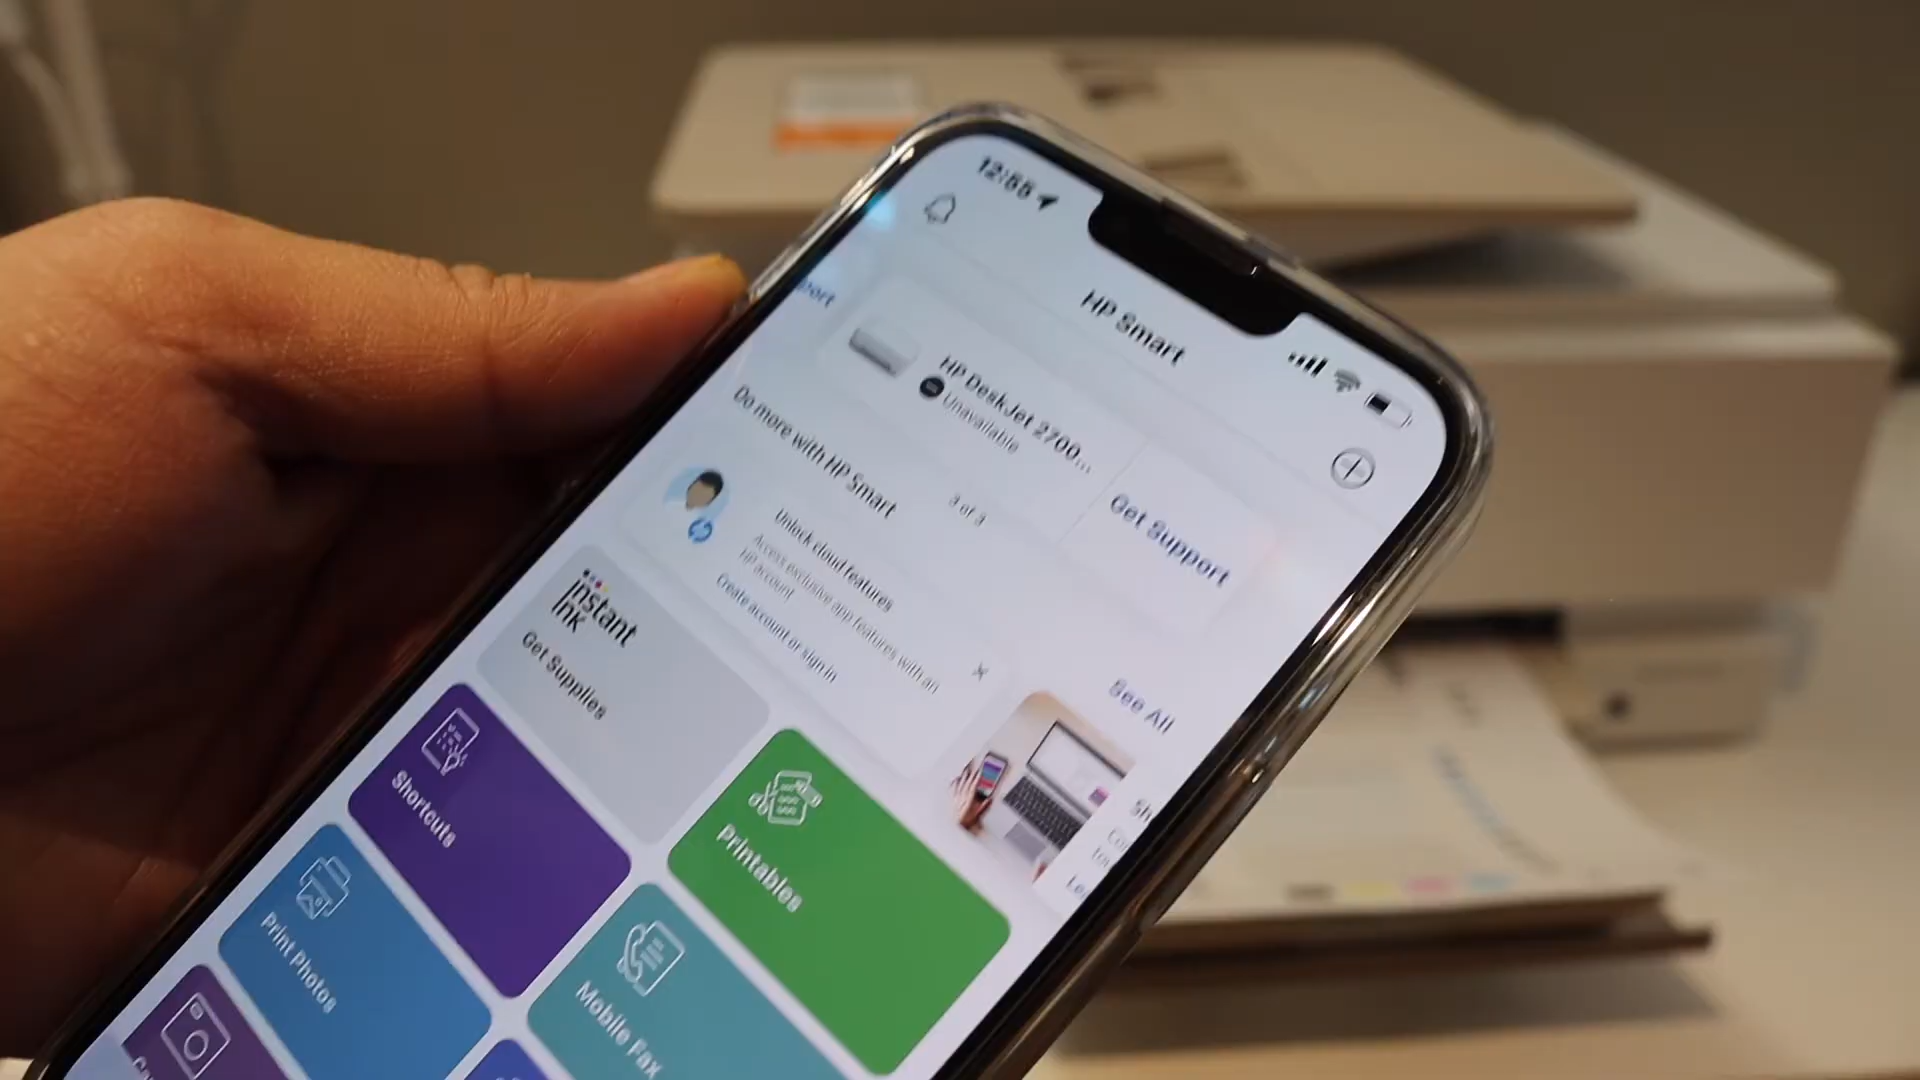 12:55
HP Smart
port
HP DeskJet 2700...
Unavailable
Get Support
Do more with HP Smart
3 of 3
See All
Unlock cloud features
Access exclusive app features with an
HP account
Create account or sign in
Sh
Instant
Ink
Get Supplies
Printables
Shortcuts
Mobile Fax
Print Photos